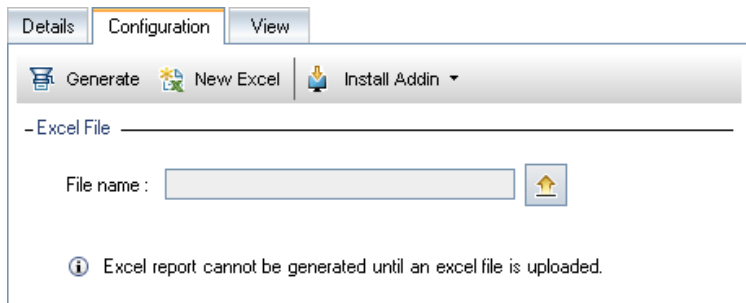 Details Configuration View
Generate New Excel Install Addin
Excel File
File name :
Excel report cannot be generated until an excel file is uploaded.